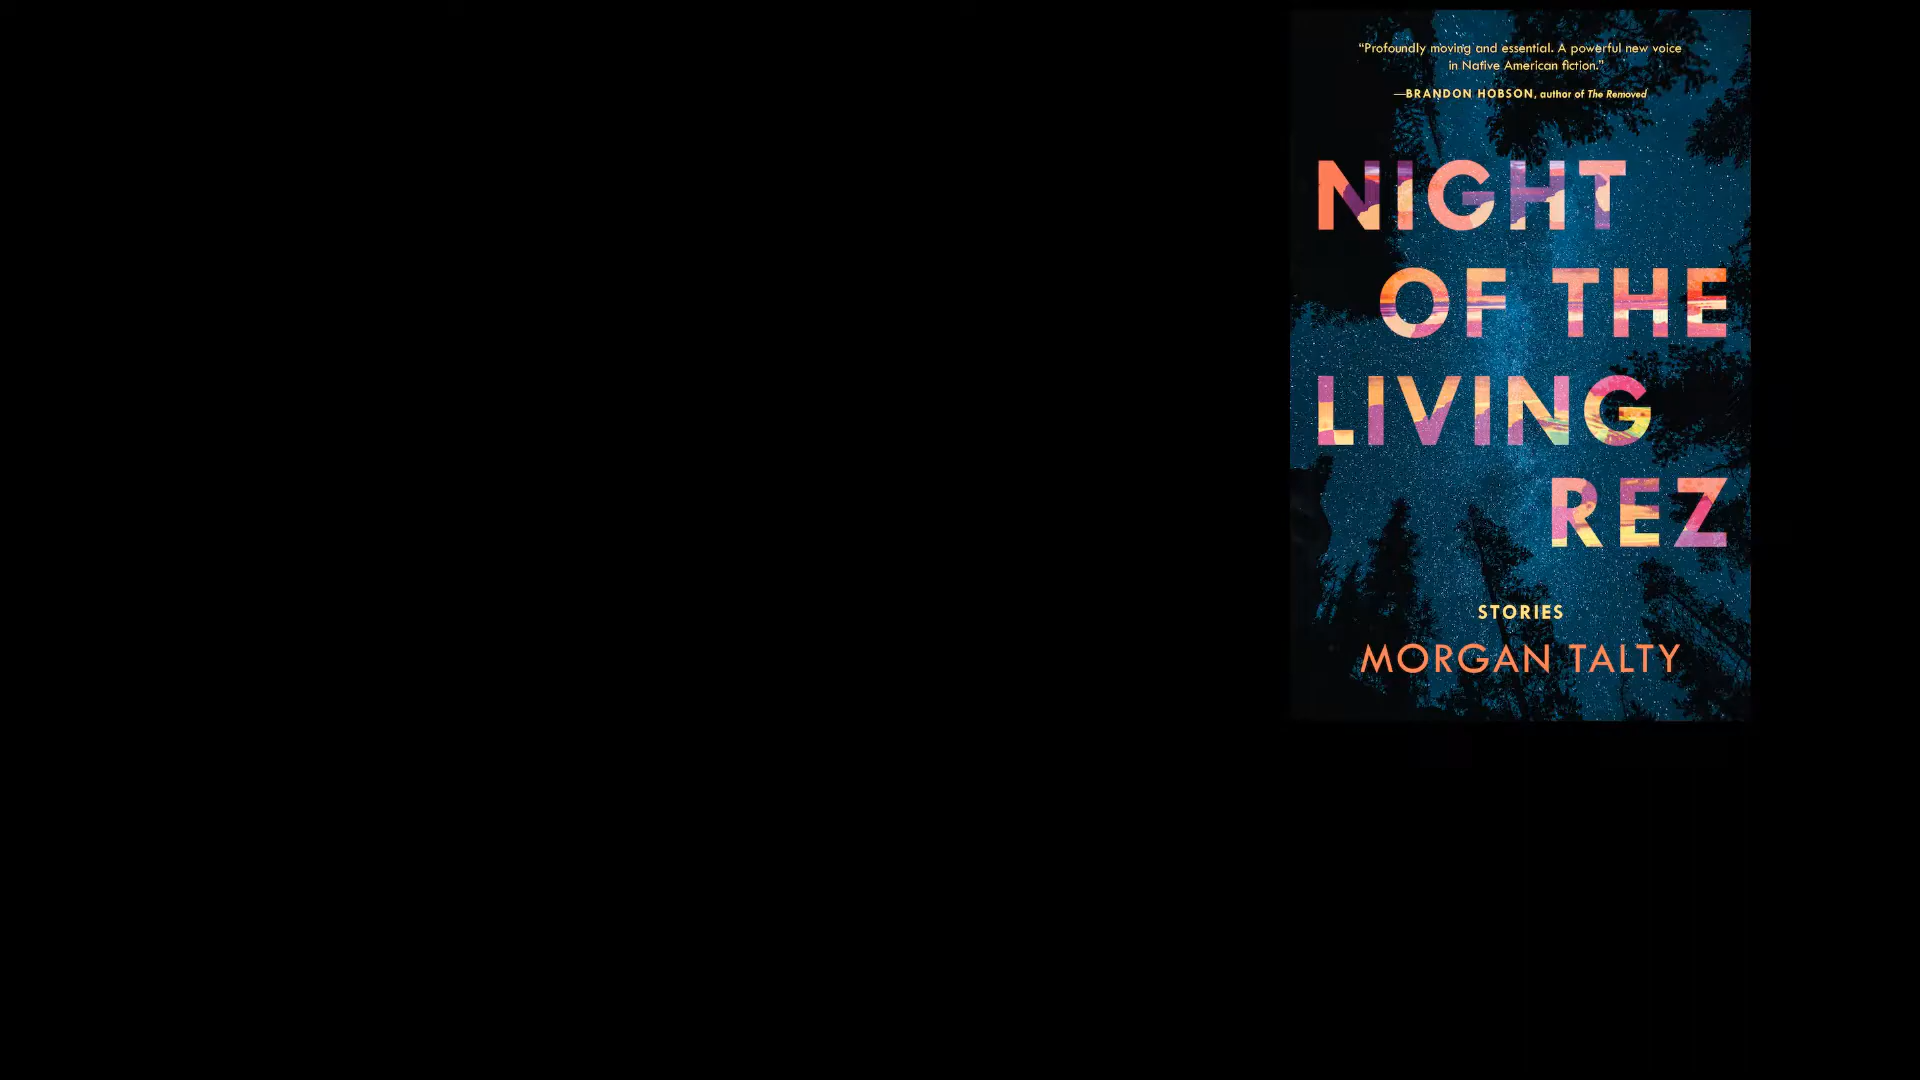 “Profoundly moving and essential. A powerful new voice
in Native American fiction.”
—BRANDON HOBSON, author of The Removed
NIGHT
OF THE
LIVING
REZ
STORIES
MORGAN TALTY